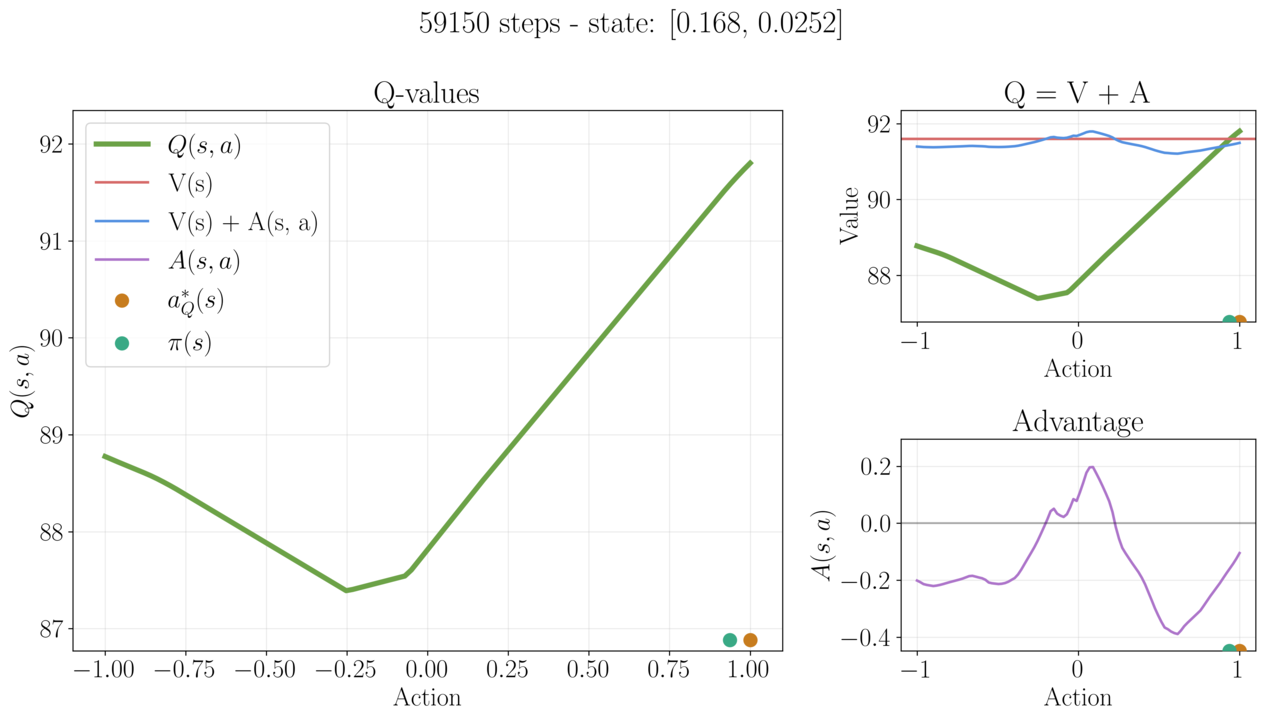 59150 steps - state: [0.168, 0.0252]
Q-values
92
91
90
89
88
87
Q(s, a)
Q(s, a)
V(s)
V(s) + A(s, a)
A(s, a)
a*_Q(s)
π(s)
−1.00 −0.75 −0.50 −0.25 0.00 0.25 0.50 0.75 1.00
Action
Q = V + A
92
90
88
Value
−1 0 1
Action
Advantage
0.2
0.0
−0.2
−0.4
A(s, a)
−1 0 1
Action